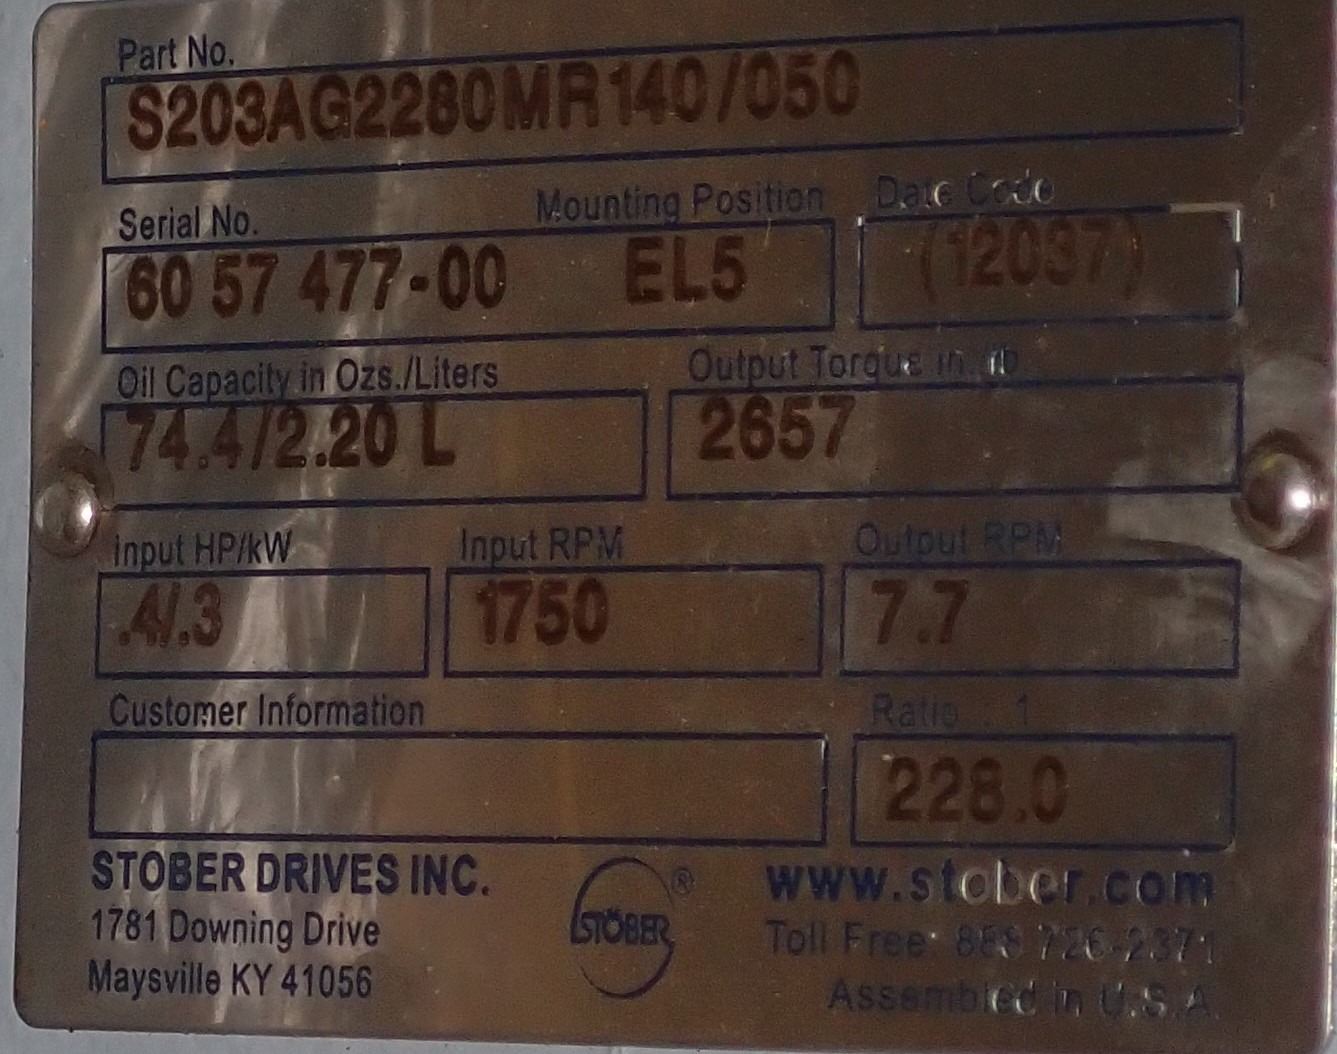 Part No.
S203AG2280MR140/050
Serial No. Mounting Position Date Code
60 57 477-00 EL5 (12037)
Oil Capacity in Ozs./Liters Output Torque in. lb
74.4/2.20 L 2657
Input HP/kW Input RPM Output RPM
.4/.3 1750 7.7
Customer Information Ratio : 1
228.0
STOBER DRIVES INC.
1781 Downing Drive
Maysville KY 41056
STÖBER ®
www.stober.com
Toll Free: 888 726-2371
Assembled in U.S.A.